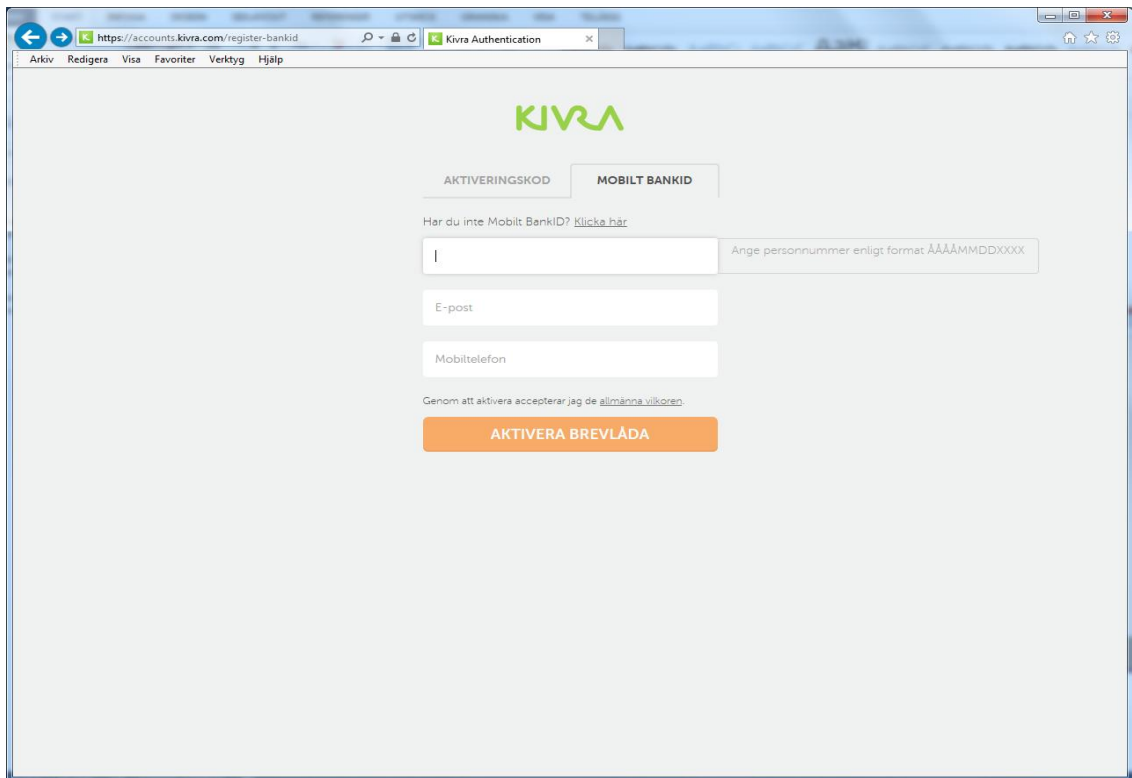 https://accounts.kivra.com/register-bankid
Kivra Authentication
Arkiv Redigera Visa Favoriter Verktyg Hjälp
KIVRA
AKTIVERINGSKOD
MOBILT BANKID
Har du inte Mobilt BankID? Klicka här
Ange personnummer enligt format ÅÅÅÅMMDDXXXX
E-post
Mobiltelefon
Genom att aktivera accepterar jag de allmänna vilkoren.
AKTIVERA BREVLÅDA